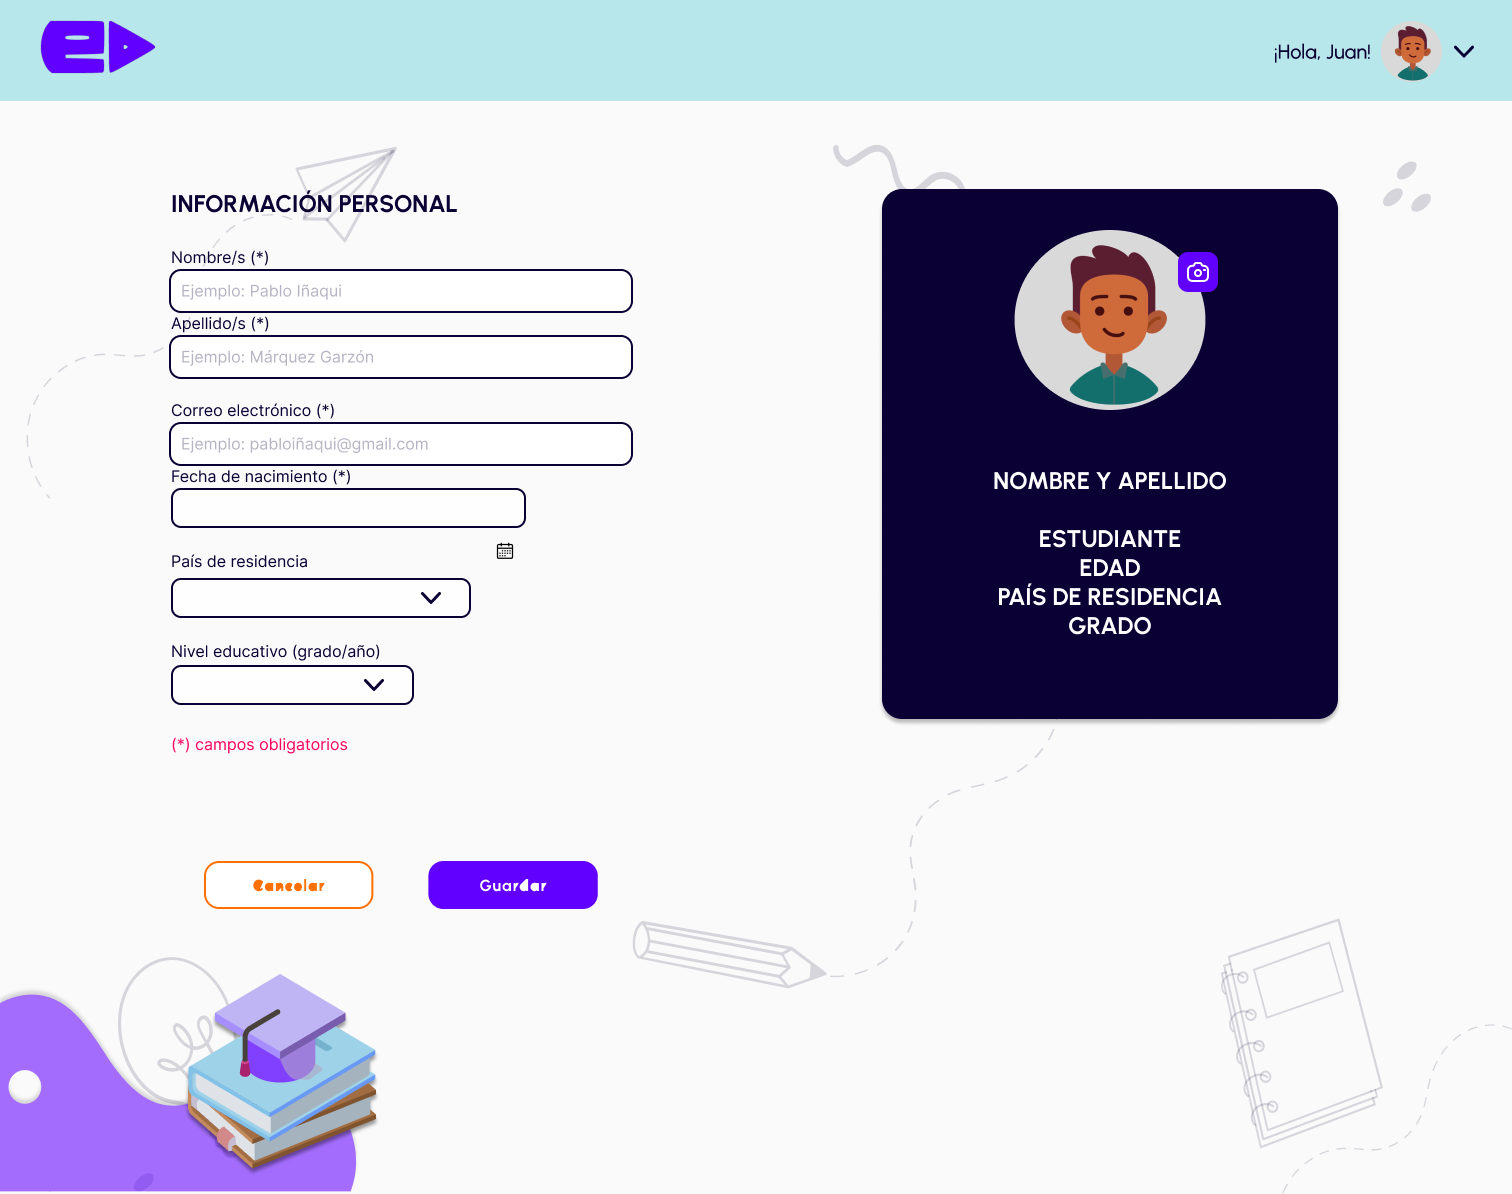 ¡Hola, Juan!
INFORMACIÓN PERSONAL
Nombre/s (*)
Ejemplo: Pablo Iñaqui
Apellido/s (*)
Ejemplo: Márquez Garzón
Correo electrónico (*)
Ejemplo: pabloiñaqui@gmail.com
Fecha de nacimiento (*)
País de residencia
Nivel educativo (grado/año)
(*) campos obligatorios
Cancelar
Guardar
NOMBRE Y APELLIDO
ESTUDIANTE
EDAD
PAÍS DE RESIDENCIA
GRADO